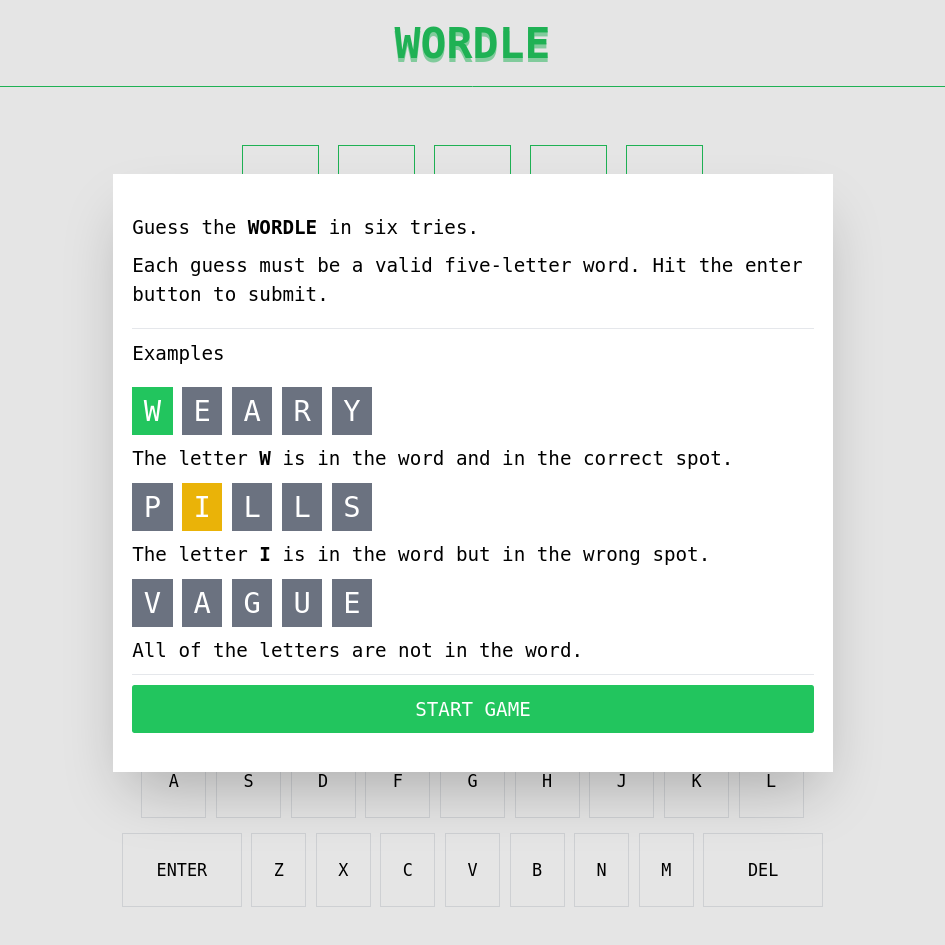 WORDLE
Guess the WORDLE in six tries.
Each guess must be a valid five-letter word. Hit the enter
button to submit.
Examples
W E A R Y
The letter W is in the word and in the correct spot.
P I L L S
The letter I is in the word but in the wrong spot.
V A G U E
All of the letters are not in the word.
START GAME
A S D F G H J K L
ENTER Z X C V B N M DEL